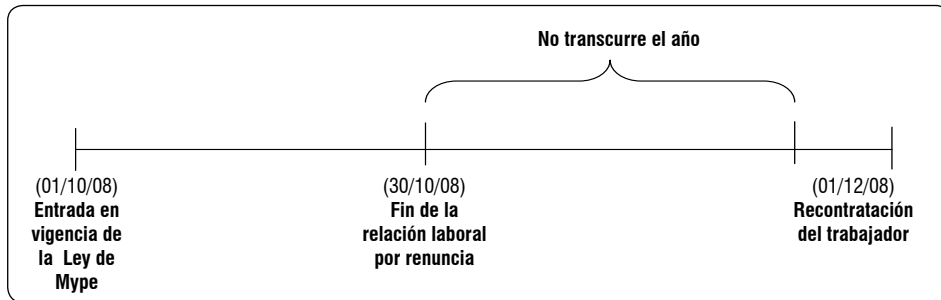 No transcurre el año
(01/10/08)
Entrada en
vigencia de
la Ley de
Mype
(30/10/08)
Fin de la
relación laboral
por renuncia
(01/12/08)
Recontratación
del trabajador